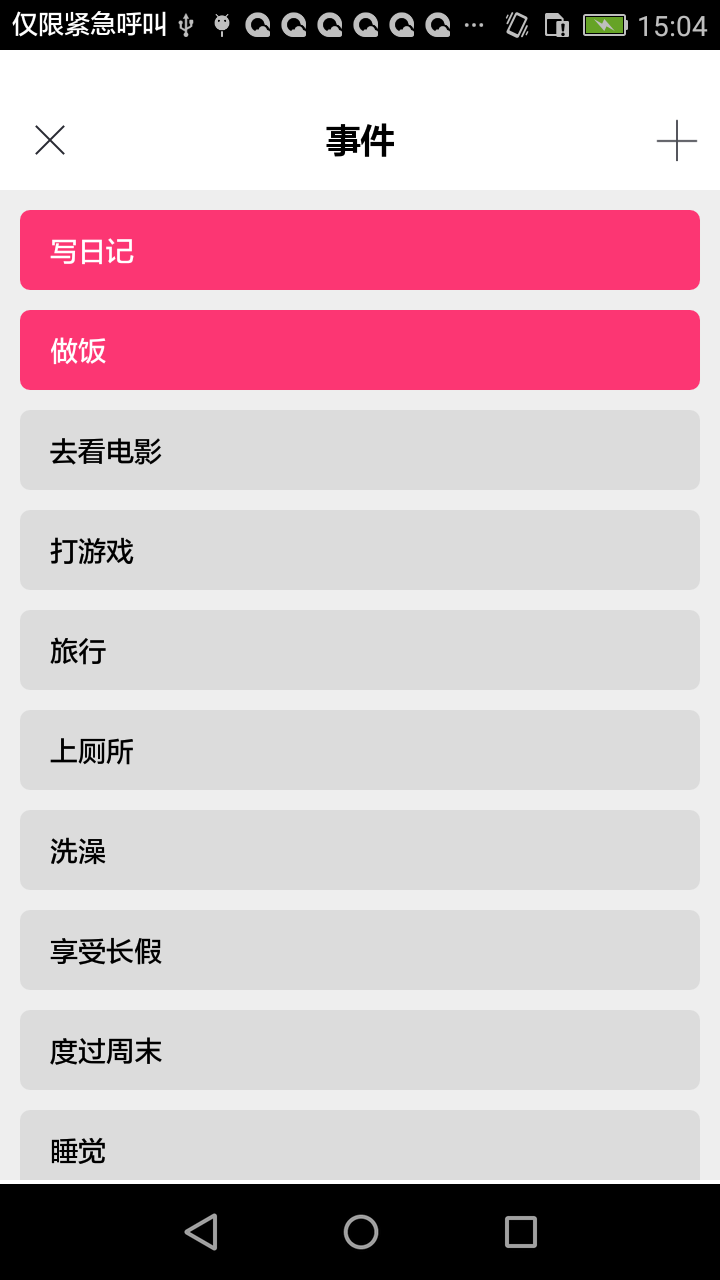 仅限紧急呼叫 15:04
事件
写日记
做饭
去看电影
打游戏
旅行
上厕所
洗澡
享受长假
度过周末
睡觉